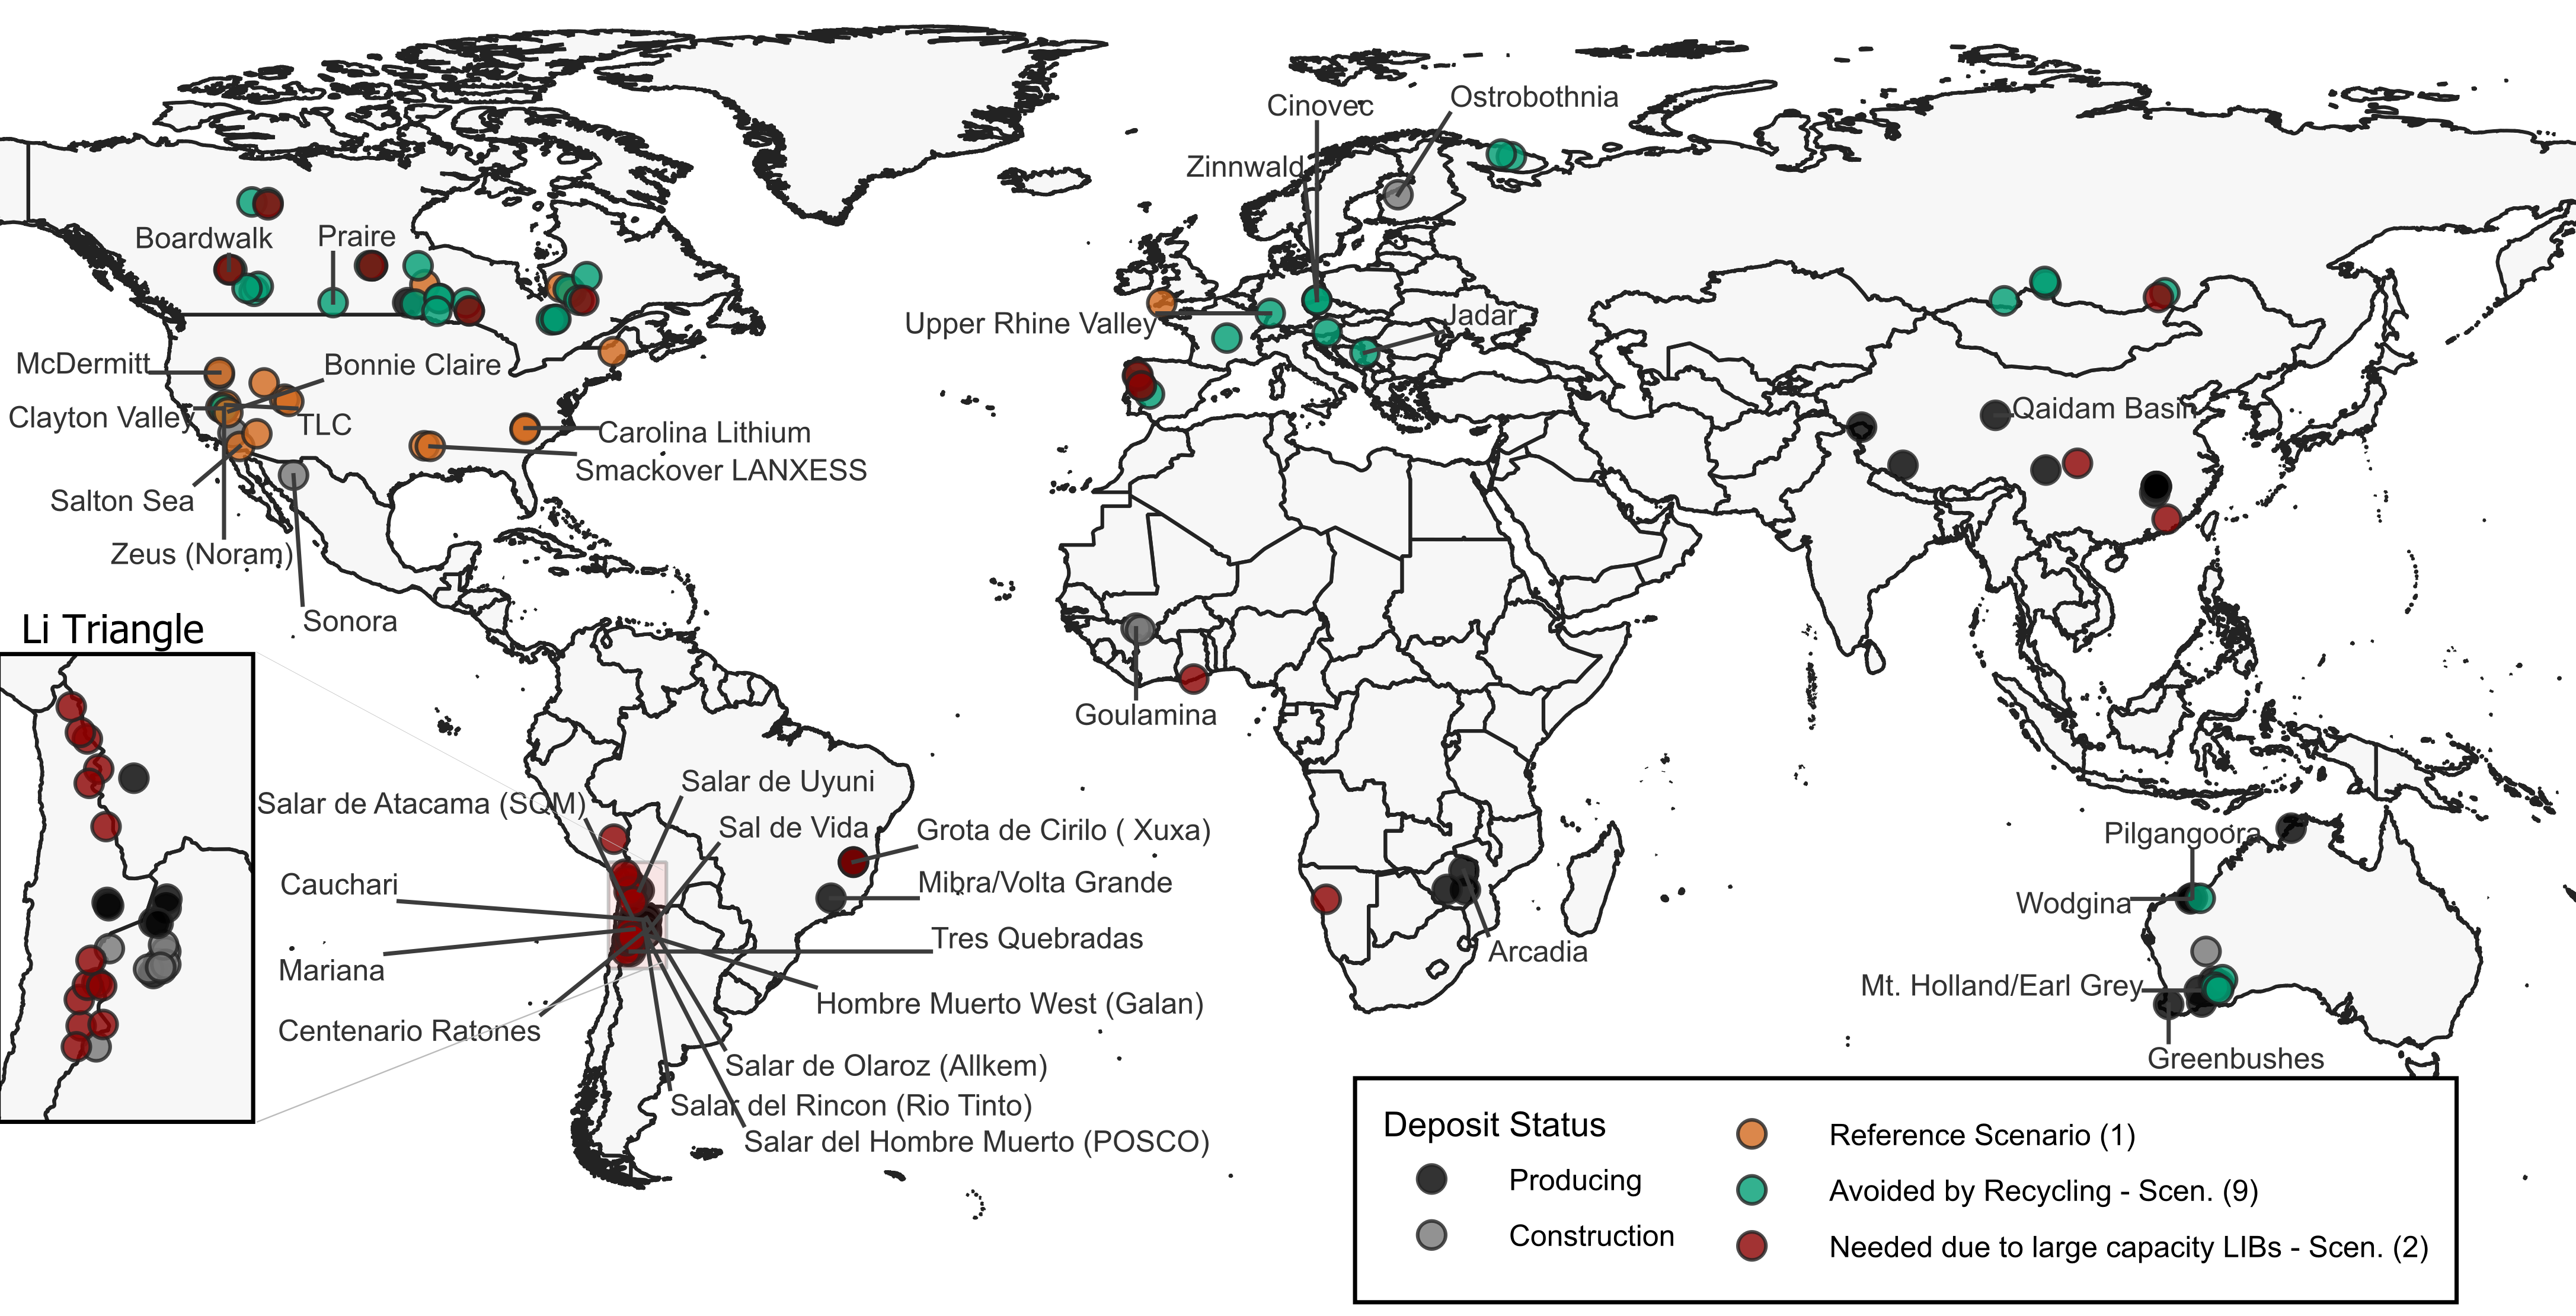 Cinovec
Ostrobothnia
Zinnwald
Boardwalk
Praire
Upper Rhine Valley
Jadar
McDermitt
Bonnie Claire
Clayton Valley
TLC
Qaidam Basin
Carolina Lithium
Smackover LANXESS
Salton Sea
Zeus (Noram)
Sonora
Li Triangle
Goulamina
Salar de Uyuni
Salar de Atacama (SQM)
Sal de Vida
Grota de Cirilo ( Xuxa)
Pilgangoora
Cauchari
Mibra/Volta Grande
Wodgina
Tres Quebradas
Arcadia
Mariana
Mt. Holland/Earl Grey
Hombre Muerto West (Galan)
Centenario Ratones
Greenbushes
Salar de Olaroz (Allkem)
Salar del Rincon (Rio Tinto)
Salar del Hombre Muerto (POSCO)
Deposit Status
Producing
Construction
Reference Scenario (1)
Avoided by Recycling - Scen. (9)
Needed due to large capacity LIBs - Scen. (2)